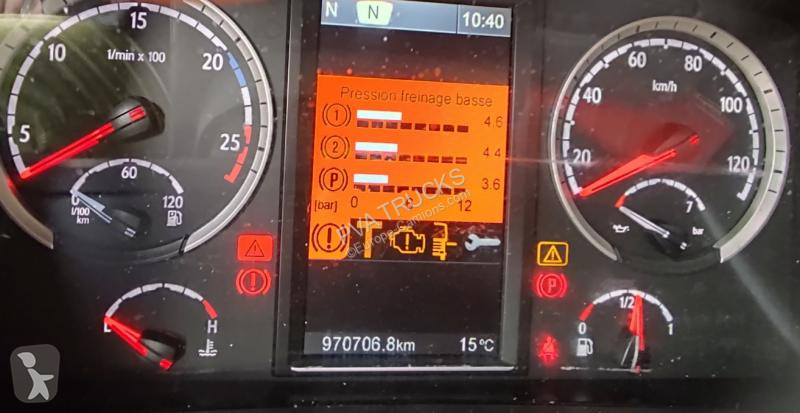 N N 10:40
Pression freinage basse
1 4.6
2 4.4
P 3.6
[bar] 0 6 12
970706.8km 15°C
5 10 15 20 25
1/min x 100
0 60 120
l/100 km
20 40 60 80 100 120
km/h
7
bar
P
E H
0 1/2 1
PVA TRUCKS
©Europe-Camions.com